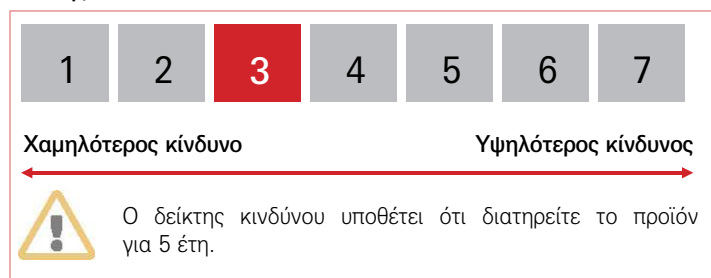 1 2 3 4 5 6 7
Χαμηλότερος κίνδυνο Υψηλότερος κίνδυνος
Ο δείκτης κινδύνου υποθέτει ότι διατηρείτε το προϊόν
για 5 έτη.